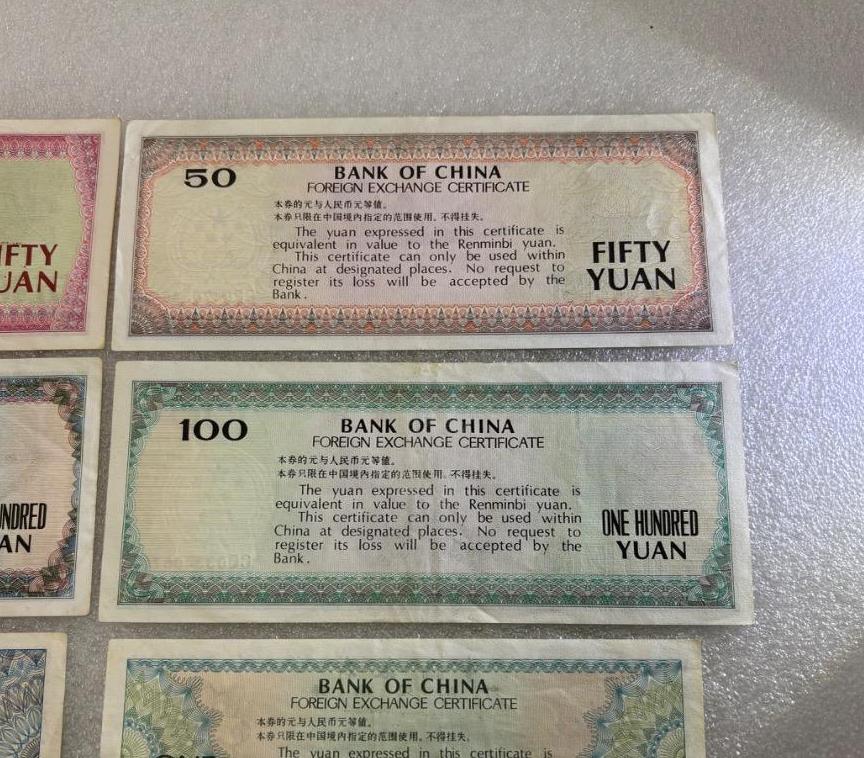 IFTY
UAN
50
BANK OF CHINA
FOREIGN EXCHANGE CERTIFICATE
本券的元与人民币元等值。
本券只限在中国境内指定的范围使用。不得挂失。
The yuan expressed in this certificate is
equivalent in value to the Renminbi yuan.
This certificate can only be used within
China at designated places. No request to
register its loss will be accepted by the
Bank.
FIFTY
YUAN
NDRED
AN
100
BANK OF CHINA
FOREIGN EXCHANGE CERTIFICATE
本券的元与人民币元等值。
本券只限在中国境内指定的范围使用。不得挂失。
The yuan expressed in this certificate is
equivalent in value to the Renminbi yuan.
This certificate can only be used within
China at designated places. No request to
register its loss will be accepted by the
Bank.
ONE HUNDRED
YUAN
BANK OF CHINA
FOREIGN EXCHANGE CERTIFICATE
本券的元与人民币元等值。
本券只限在中国境内指定的范围使用。不得挂失。
The yuan expressed in this certificate is